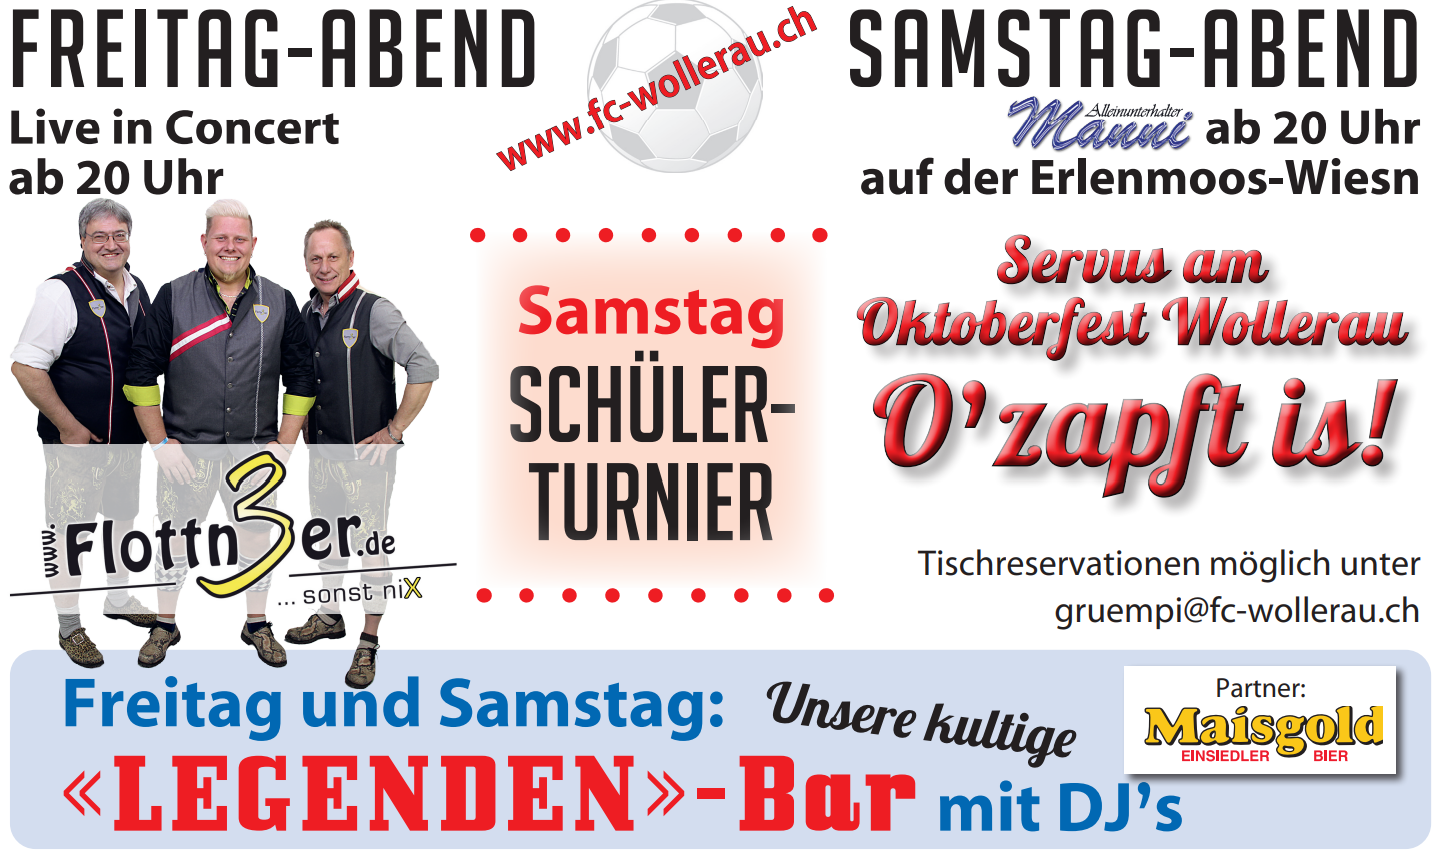 FREITAG-ABEND
Live in Concert
ab 20 Uhr
www.Flottn3er.de
... sonst nix
www.fc-wollerau.ch
Samstag
SCHÜLER-
TURNIER
SAMSTAG-ABEND
Alleinunterhalter
Manni ab 20 Uhr
auf der Erlenmoos-Wiesn
Servus am
Oktoberfest Wollerau
O'zapft is!
Tischreservationen möglich unter
gruempi@fc-wollerau.ch
Freitag und Samstag: Unsere kultige
«LEGENDEN»-Bar mit DJ's
Partner:
Maisgold
EINSIEDLER BIER